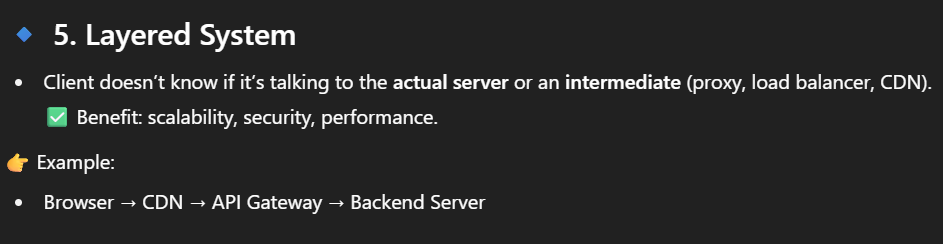 🔹 5. Layered System
• Client doesn’t know if it’s talking to the actual server or an intermediate (proxy, load balancer, CDN).
✅ Benefit: scalability, security, performance.
👉 Example:
• Browser → CDN → API Gateway → Backend Server